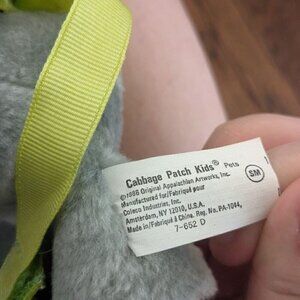 Cabbage Patch Kids® Pets
©1986 Original Appalachian Artworks, Inc.
Manufactured for/Fabriqué pour
Coleco Industries, Inc.
Amsterdam, NY 12010, U.S.A.
Made in/Fabriqué à China. Reg. No. PA-1044,
7-652 D
SM